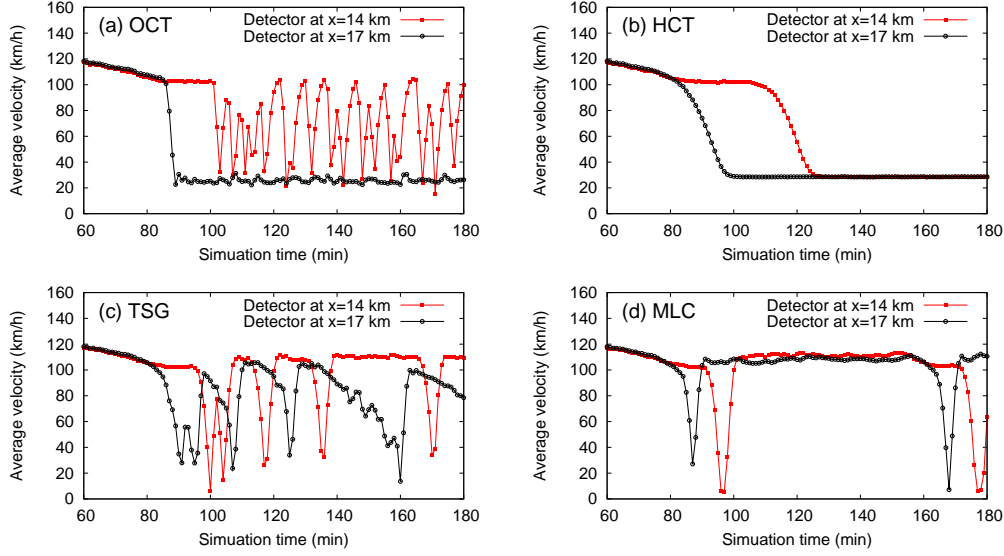 (a) OCT
Detector at x=14 km
Detector at x=17 km
Average velocity (km/h)
160
140
120
100
80
60
40
20
0
60 80 100 120 140 160 180
Simuation time (min)
(b) HCT
Detector at x=14 km
Detector at x=17 km
Average velocity (km/h)
160
140
120
100
80
60
40
20
0
60 80 100 120 140 160 180
Simuation time (min)
(c) TSG
Detector at x=14 km
Detector at x=17 km
Average velocity (km/h)
160
140
120
100
80
60
40
20
0
60 80 100 120 140 160 180
Simuation time (min)
(d) MLC
Detector at x=14 km
Detector at x=17 km
Average velocity (km/h)
160
140
120
100
80
60
40
20
0
60 80 100 120 140 160 180
Simuation time (min)